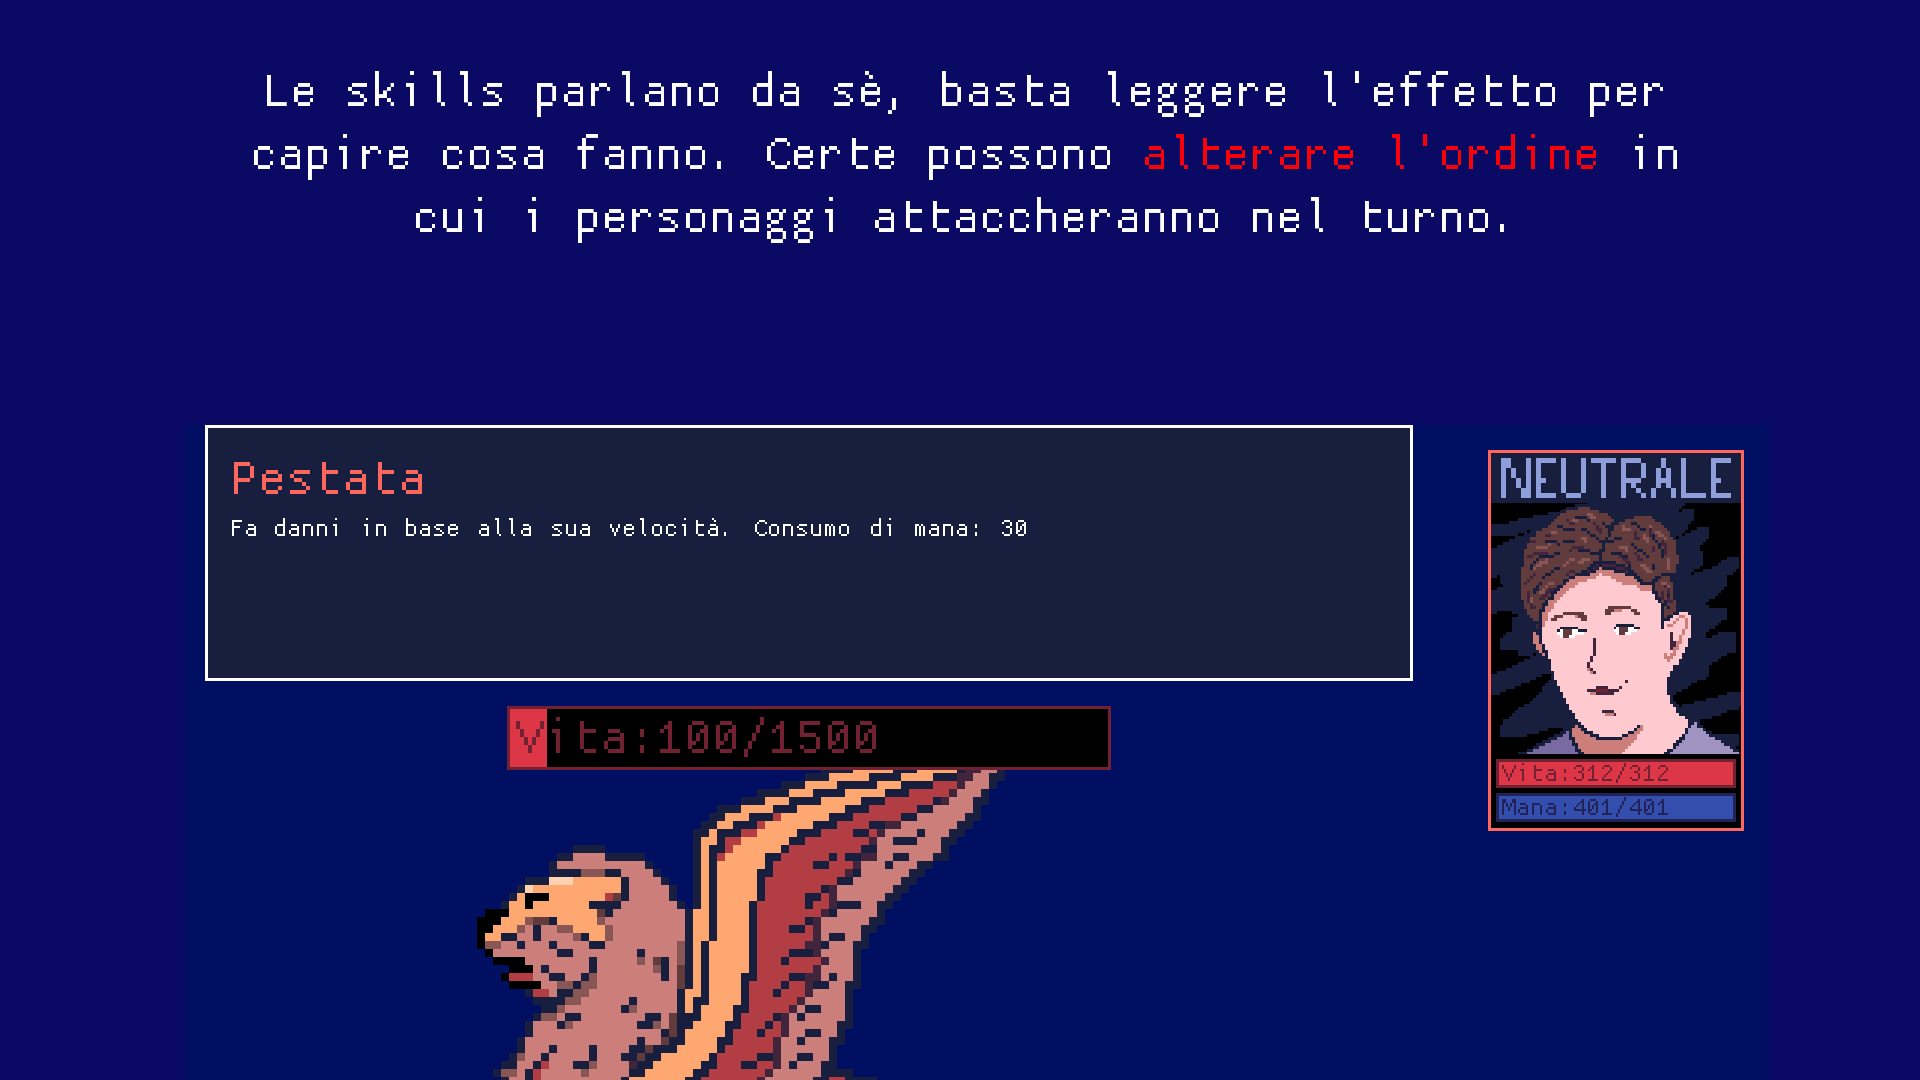 Le skills parlano da sè, basta leggere l'effetto per
capire cosa fanno. Certe possono alterare l'ordine in
cui i personaggi attaccheranno nel turno.
Pestata
Fa danni in base alla sua velocità. Consumo di mana: 30
NEUTRALE
Vita:312/312
Mana:401/401
Vita:100/1500